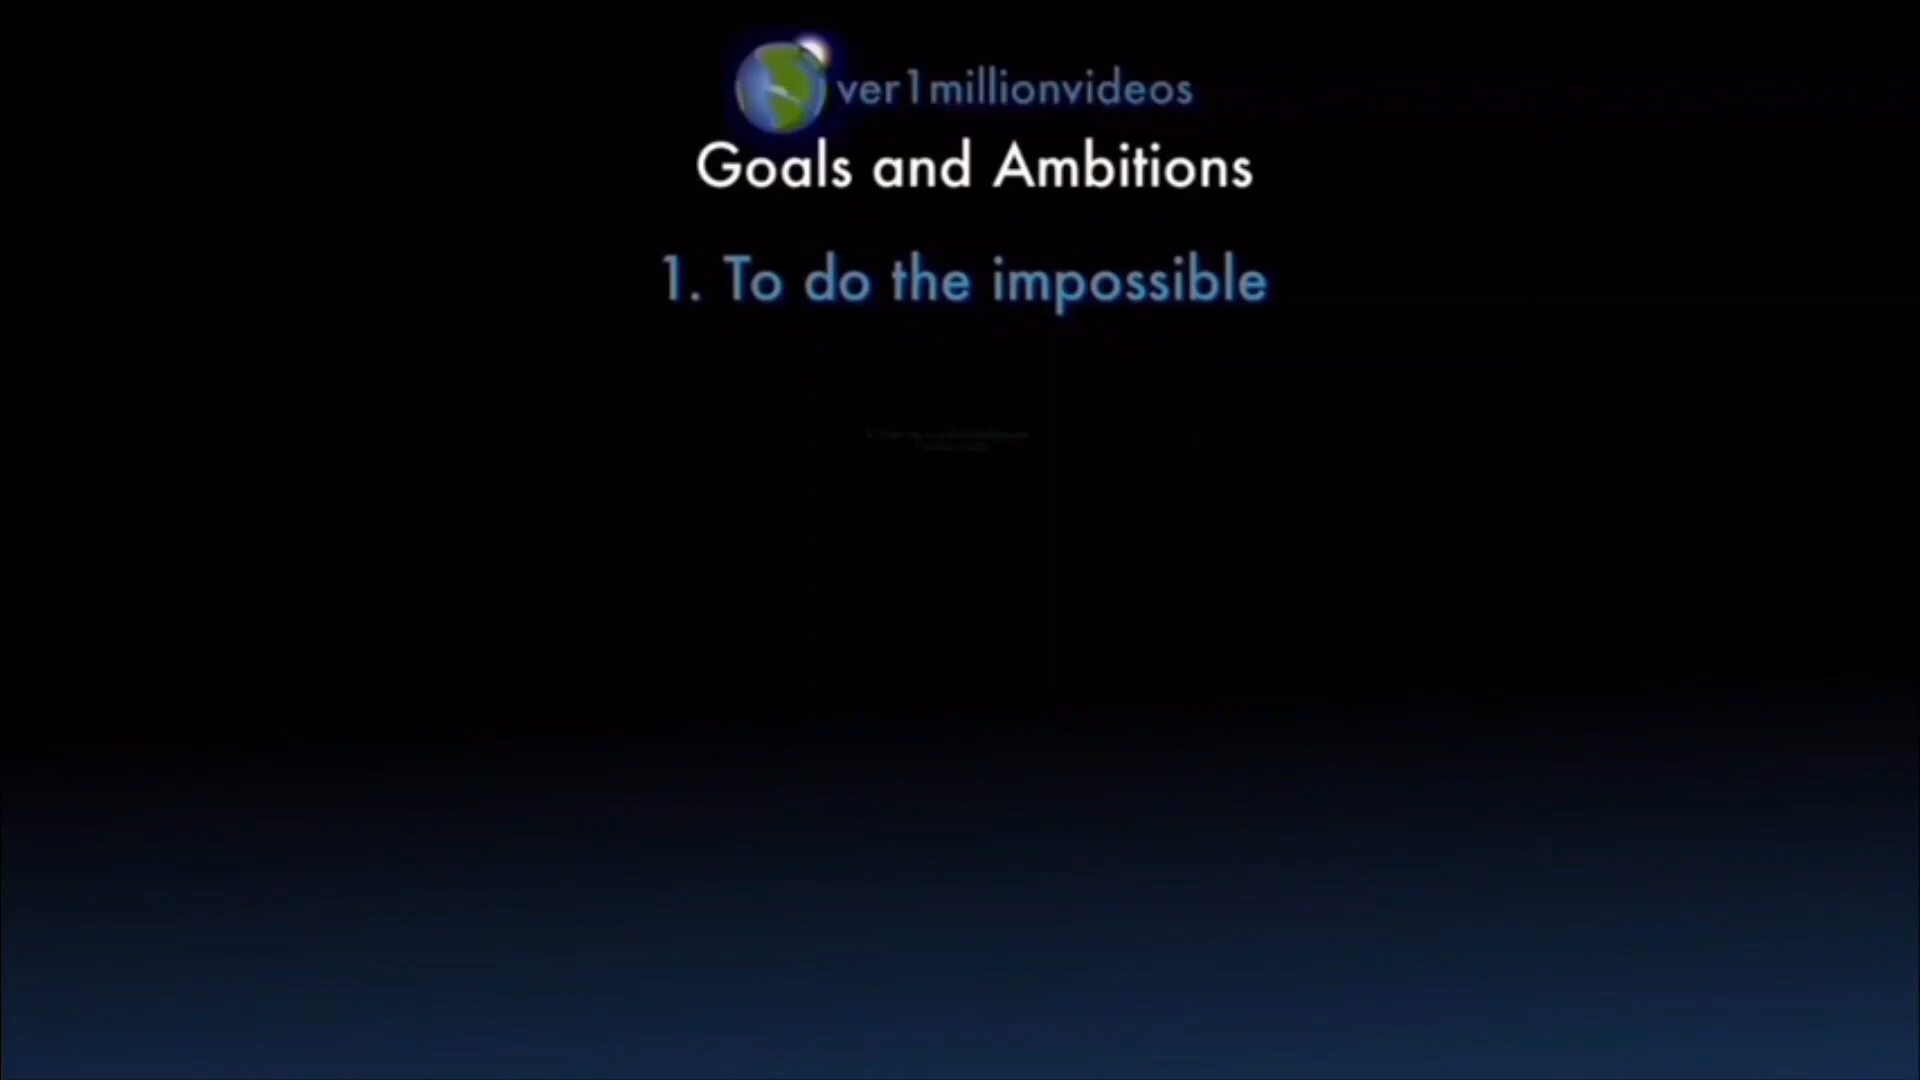 ver1millionvideos
Goals and Ambitions
1. To do the impossible